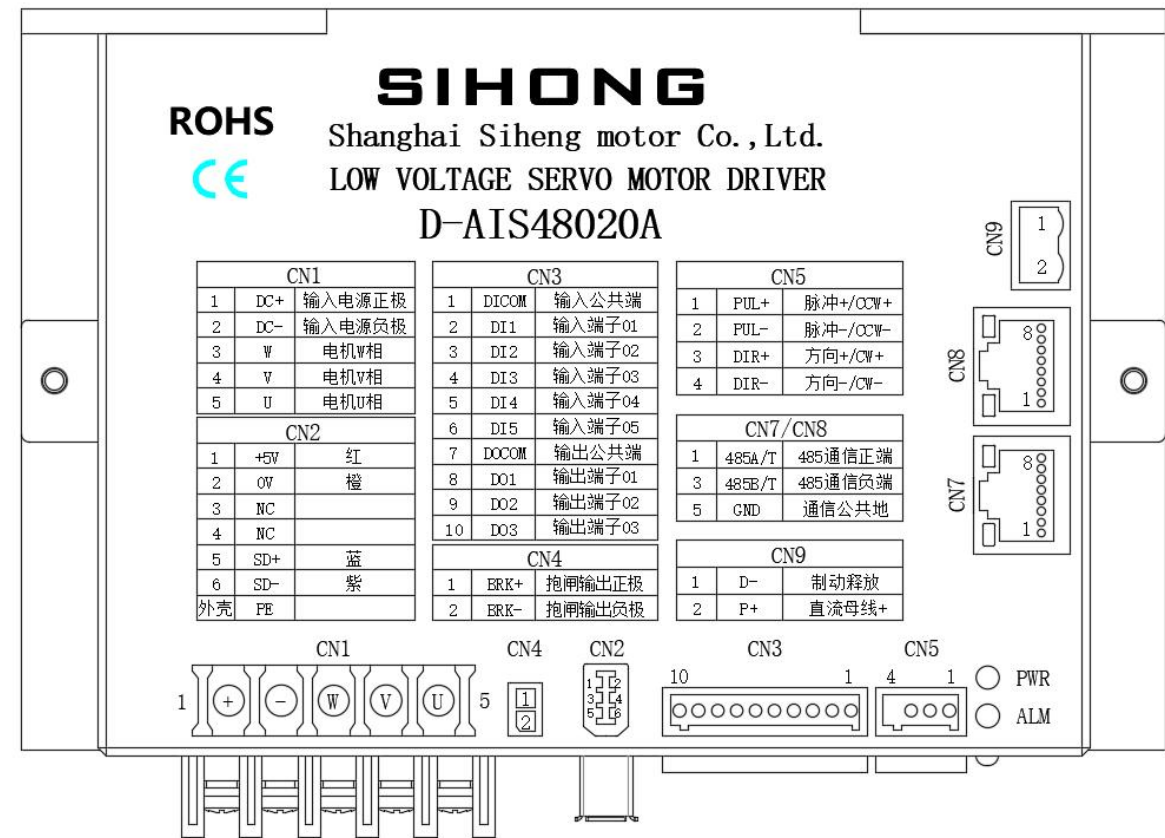 SIHONG
ROHS
Shanghai Siheng motor Co.,Ltd.
CE
LOW VOLTAGE SERVO MOTOR DRIVER
D-AIS48020A
CN1
1 DC+ 输入电源正极
2 DC- 输入电源负极
3 W 电机W相
4 V 电机V相
5 U 电机U相
CN2
1 +5V 红
2 0V 橙
3 NC
4 NC
5 SD+ 蓝
6 SD- 紫
外壳 PE
CN3
1 DICOM 输入公共端
2 DI1 输入端子01
3 DI2 输入端子02
4 DI3 输入端子03
5 DI4 输入端子04
6 DI5 输入端子05
7 DOCOM 输出公共端
8 DO1 输出端子01
9 DO2 输出端子02
10 DO3 输出端子03
CN4
1 BRK+ 抱闸输出正极
2 BRK- 抱闸输出负极
CN5
1 PUL+ 脉冲+/CCW+
2 PUL- 脉冲-/CCW-
3 DIR+ 方向+/CW+
4 DIR- 方向-/CW-
CN7/CN8
1 485A/T 485通信正端
3 485B/T 485通信负端
5 GND 通信公共地
CN9
1 D- 制动释放
2 P+ 直流母线+
CN9
1
2
CN8
8
1
CN7
8
1
CN1
1 + - W V U 5
CN4
1
2
CN2
1 2
3 4
5 6
CN3
10 1
CN5
4 1
PWR
ALM